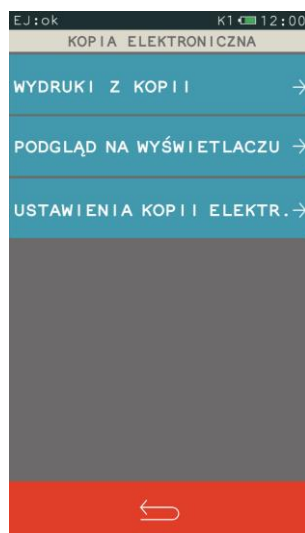 EJ:ok K1 12:00
KOPIA ELEKTRONICZNA
WYDRUKI Z KOPII
PODGLĄD NA WYŚWIETLACZU
USTAWIENIA KOPII ELEKTR.